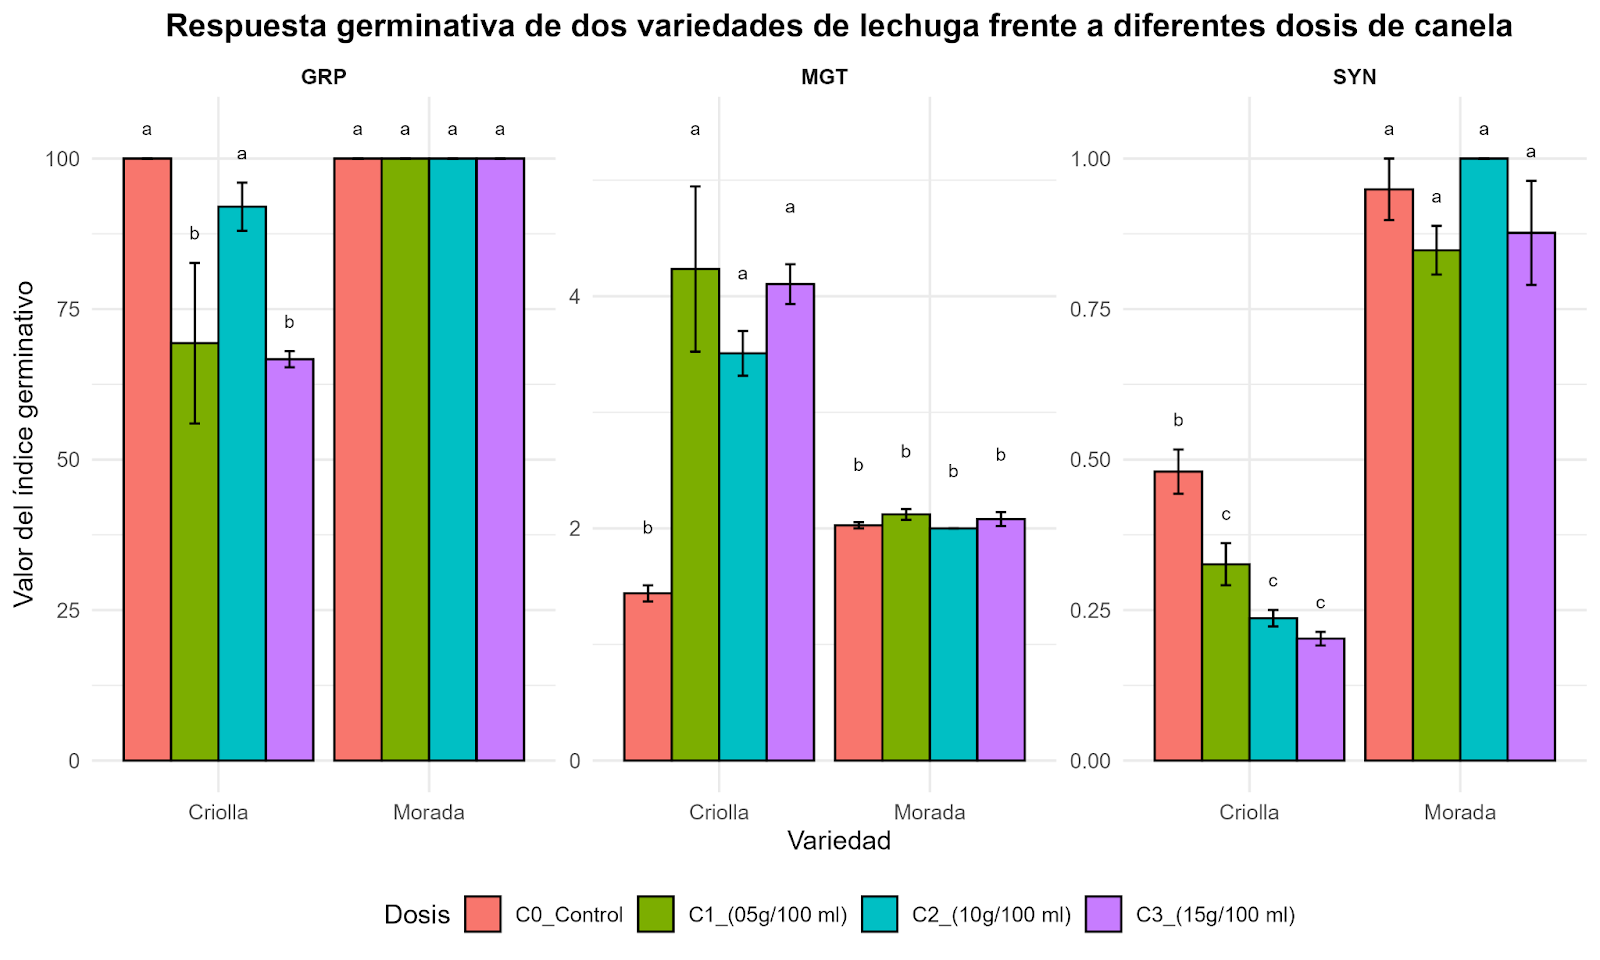 Respuesta germinativa de dos variedades de lechuga frente a diferentes dosis de canela
GRP MGT SYN
Valor del índice germinativo
100
75
50
25
0
a b a b a a a a
Criolla Morada
4
2
0
b a a a b b b b
Criolla Morada
1.00
0.75
0.50
0.25
0.00
b c c c a a a a
Criolla Morada
Variedad
Dosis C0_Control C1_(05g/100 ml) C2_(10g/100 ml) C3_(15g/100 ml)